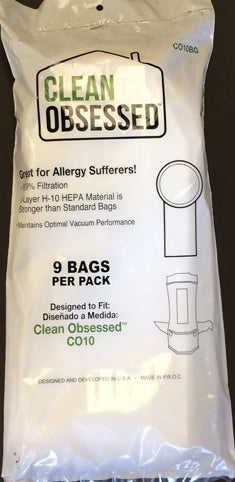 CO10BG
CLEAN
OBSESSED™
Great for Allergy Sufferers!
99% Filtration
-Layer H-10 HEPA Material is
Stronger than Standard Bags
Maintains Optimal Vacuum Performance
9 BAGS
PER PACK
Designed to Fit:
Diseñado a Medida:
Clean Obsessed™
CO10
DESIGNED AND DEVELOPED IN U.S.A. • MADE IN P.R.O.C.